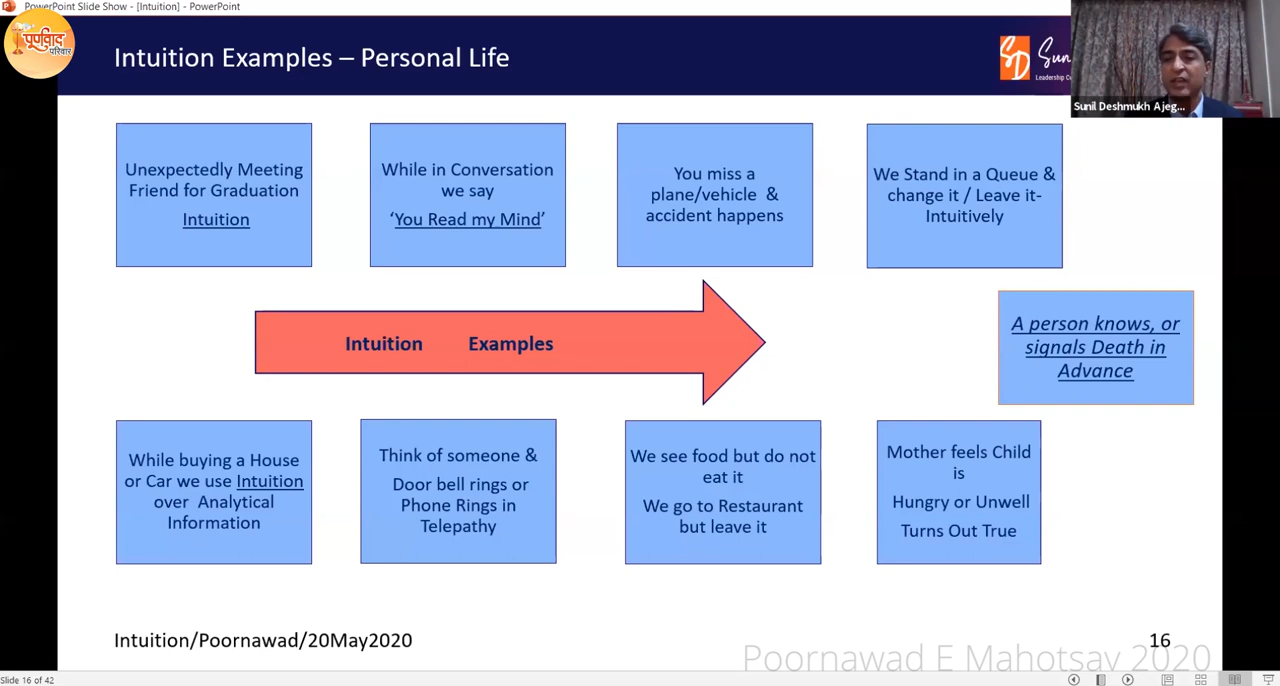 PowerPoint Slide Show - [Intuition] - PowerPoint
पूर्णवाद
परिवार
Intuition Examples – Personal Life
SD
Sun
Leadership
Sunil Deshmukh Ajeg...
Unexpectedly Meeting
Friend for Graduation
Intuition
While in Conversation
we say
‘You Read my Mind’
You miss a
plane/vehicle &
accident happens
We Stand in a Queue &
change it / Leave it-
Intuitively
Intuition Examples
A person knows, or
signals Death in
Advance
While buying a House
or Car we use Intuition
over Analytical
Information
Think of someone &
Door bell rings or
Phone Rings in
Telepathy
We see food but do not
eat it
We go to Restaurant
but leave it
Mother feels Child
is
Hungry or Unwell
Turns Out True
Intuition/Poornawad/20May2020
16
Poornawad E Mahotsav 2020
Slide 16 of 42